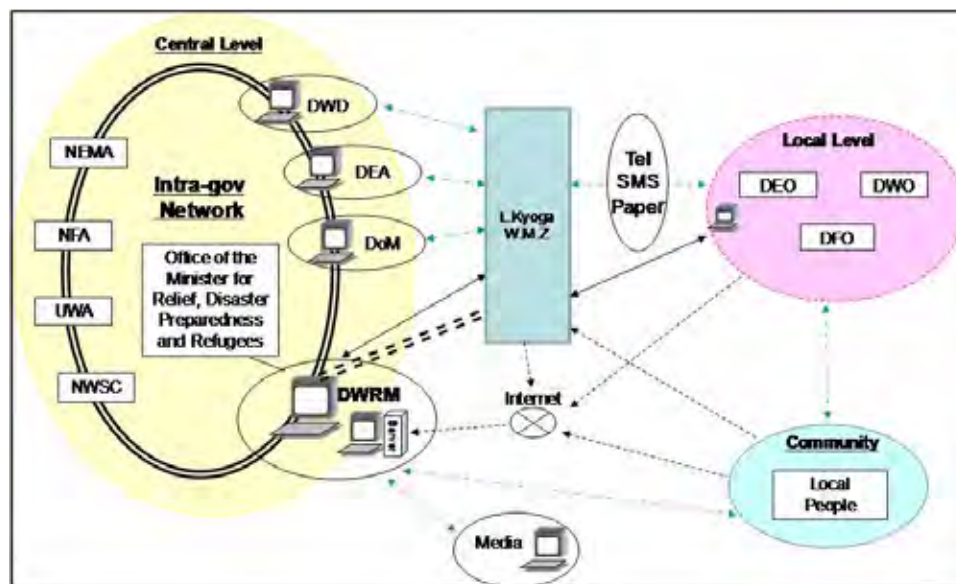 Central Level
DWD
DEA
DoM
NEMA
NFA
UWA
NWSC
Intra-gov
Network
Office of the
Minister for
Relief, Disaster
Preparedness
and Refugees
DWRM
Server
L.Kyoga
W.M.Z
Tel
SMS
Paper
Local Level
DEO
DWO
DFO
Internet
Community
Local
People
Media